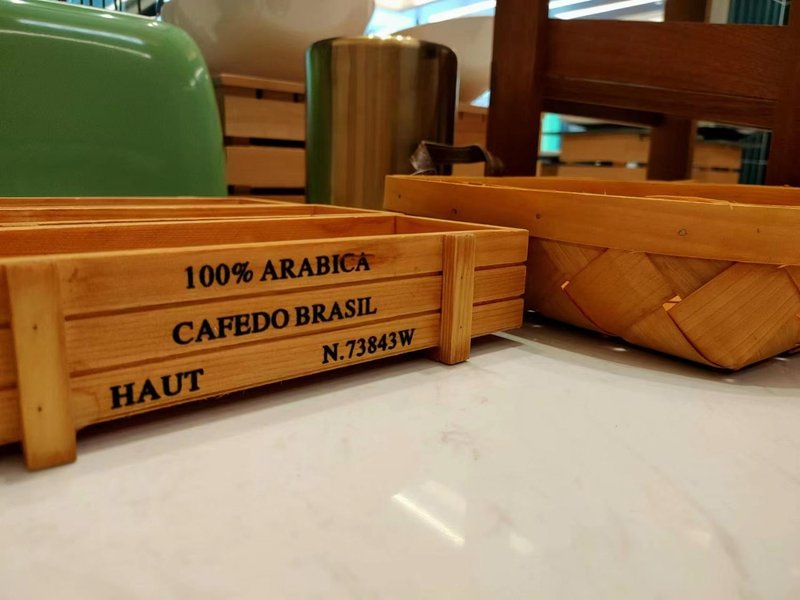 100% ARABICA
CAFEDO BRASIL
N.73843W
HAUT